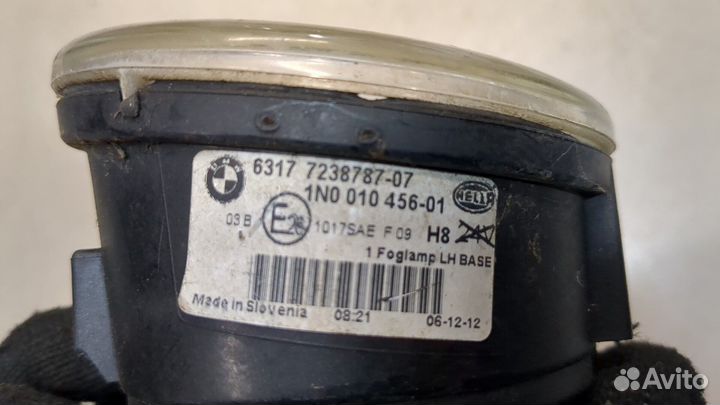 BMW
6317 7238787-07
1N0 010 456-01
HELLA
03 B
E
1017SAE F 09 H8
1 Foglamp LH BASE
Made in Slovenia 08:21 06-12-12
Avito